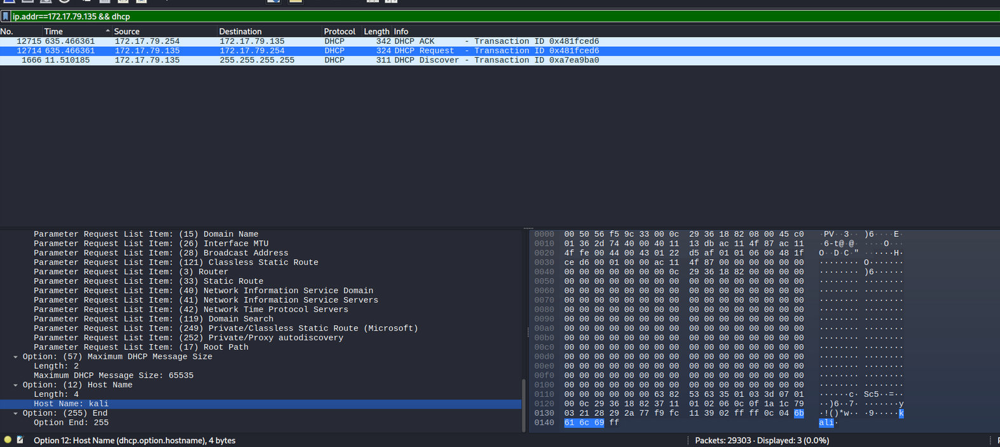 ip.addr==172.17.79.135 && dhcp
No. Time Source Destination Protocol Length Info
12715 635.466361 172.17.79.254 172.17.79.135 DHCP 342 DHCP ACK - Transaction ID 0x481fced6
12714 635.466361 172.17.79.135 172.17.79.254 DHCP 324 DHCP Request - Transaction ID 0x481fced6
1666 11.510185 172.17.79.135 255.255.255.255 DHCP 311 DHCP Discover - Transaction ID 0xa7ea9ba0
Parameter Request List Item: (15) Domain Name
Parameter Request List Item: (26) Interface MTU
Parameter Request List Item: (28) Broadcast Address
Parameter Request List Item: (121) Classless Static Route
Parameter Request List Item: (3) Router
Parameter Request List Item: (33) Static Route
Parameter Request List Item: (40) Network Information Service Domain
Parameter Request List Item: (41) Network Information Service Servers
Parameter Request List Item: (42) Network Time Protocol Servers
Parameter Request List Item: (119) Domain Search
Parameter Request List Item: (249) Private/Classless Static Route (Microsoft)
Parameter Request List Item: (252) Private/Proxy autodiscovery
Parameter Request List Item: (17) Root Path
Option: (57) Maximum DHCP Message Size
Length: 2
Maximum DHCP Message Size: 65535
Option: (12) Host Name
Length: 4
Host Name: kali
Option: (255) End
Option End: 255
0000 00 50 56 f5 9c 33 00 0c 29 36 18 82 08 00 45 c0 ·PV··3·· )6····E·
0010 01 36 2d 74 40 00 40 11 13 db ac 11 4f 87 ac 11 ·6-t@·@· ····O···
0020 4f fe 00 44 00 43 01 22 d5 af 01 01 06 00 48 1f O··D·C·" ······H·
0030 ce d6 00 01 00 00 ac 11 4f 87 00 00 00 00 00 00 ········ O·······
0040 00 00 00 00 00 00 00 0c 29 36 18 82 00 00 00 00 ········ )6······
0050 00 00 00 00 00 00 00 00 00 00 00 00 00 00 00 00 ········ ········
0060 00 00 00 00 00 00 00 00 00 00 00 00 00 00 00 00 ········ ········
0070 00 00 00 00 00 00 00 00 00 00 00 00 00 00 00 00 ········ ········
0080 00 00 00 00 00 00 00 00 00 00 00 00 00 00 00 00 ········ ········
0090 00 00 00 00 00 00 00 00 00 00 00 00 00 00 00 00 ········ ········
00a0 00 00 00 00 00 00 00 00 00 00 00 00 00 00 00 00 ········ ········
00b0 00 00 00 00 00 00 00 00 00 00 00 00 00 00 00 00 ········ ········
00c0 00 00 00 00 00 00 00 00 00 00 00 00 00 00 00 00 ········ ········
00d0 00 00 00 00 00 00 00 00 00 00 00 00 00 00 00 00 ········ ········
00e0 00 00 00 00 00 00 00 00 00 00 00 00 00 00 00 00 ········ ········
00f0 00 00 00 00 00 00 00 00 00 00 00 00 00 00 00 00 ········ ········
0100 00 00 00 00 00 00 00 00 00 00 00 00 00 00 00 00 ········ ········
0110 00 00 00 00 00 00 63 82 53 63 35 01 03 3d 07 01 ······c· Sc5··=··
0120 00 0c 29 36 18 82 37 11 01 02 06 0c 0f 1a 1c 79 ··)6··7· ·······y
0130 03 21 28 29 2a 77 f9 fc 11 39 02 ff ff 0c 04 6b ·!()*w·· ·9·····k
0140 61 6c 69 ff ali·
Option 12: Host Name (dhcp.option.hostname), 4 bytes
Packets: 29303 · Displayed: 3 (0.0%)